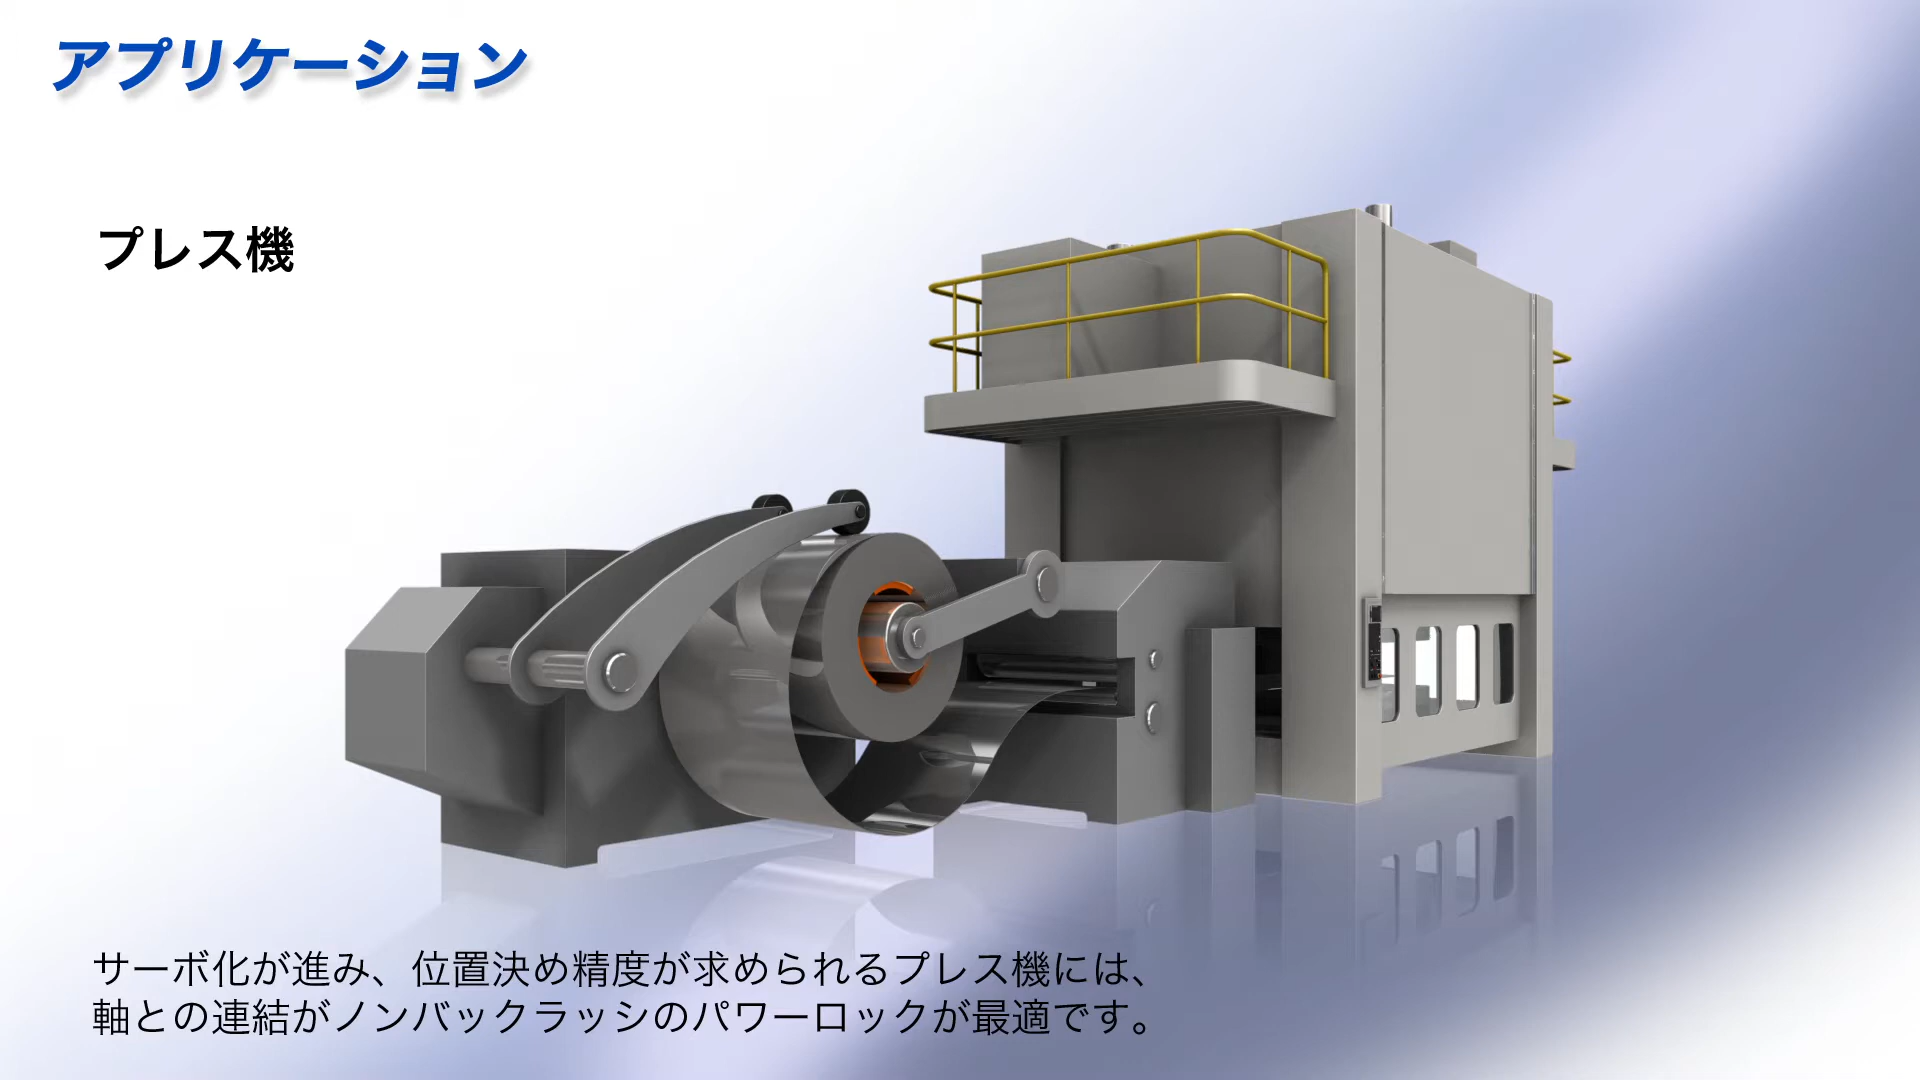 アプリケーション
プレス機
サーボ化が進み、位置決め精度が求められるプレス機には、
軸との連結がノンバックラッシのパワーロックが最適です。